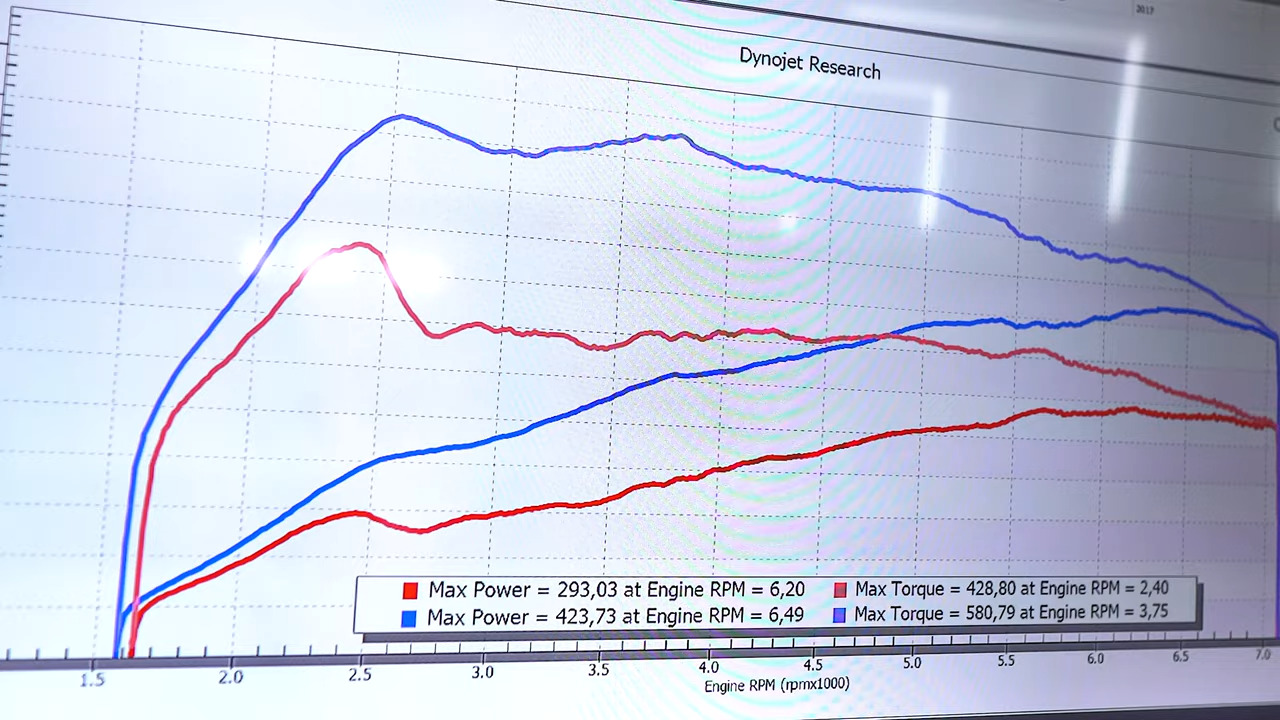 2017
Dynojet Research
Max Power = 293,03 at Engine RPM = 6,20
Max Torque = 428,80 at Engine RPM = 2,40
Max Power = 423,73 at Engine RPM = 6,49
Max Torque = 580,79 at Engine RPM = 3,75
1.5 2.0 2.5 3.0 3.5 4.0 4.5 5.0 5.5 6.0 6.5 7.0
Engine RPM (rpmx1000)